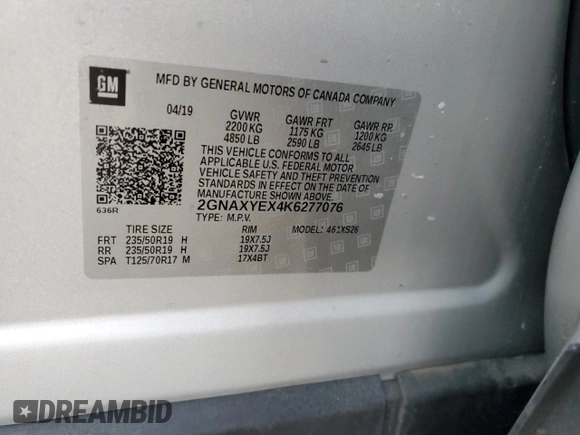 GM
MFD BY GENERAL MOTORS OF CANADA COMPANY
04/19 GVWR GAWR FRT GAWR RR
2200 KG 1175 KG 1200 KG
4850 LB 2590 LB 2645 LB
THIS VEHICLE CONFORMS TO ALL
APPLICABLE U.S. FEDERAL MOTOR
VEHICLE SAFETY AND THEFT PREVENTION
STANDARDS IN EFFECT ON THE DATE OF
MANUFACTURE SHOWN ABOVE.
2GNAXYEX4K6277076
636R
TYPE: M.P.V. MODEL: 461XS26
TIRE SIZE RIM
FRT 235/50R19 H 19X7.5J
RR 235/50R19 H 19X7.5J
SPA T125/70R17 M 17X4BT
DREAMBID